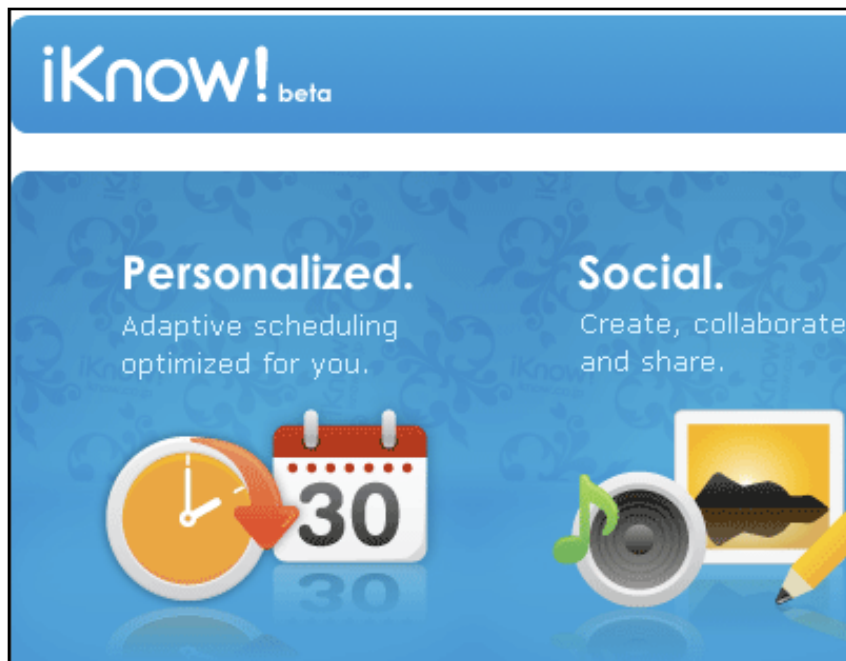 iKnow! beta
Personalized.
Adaptive scheduling
optimized for you.
Social.
Create, collaborate
and share.
30